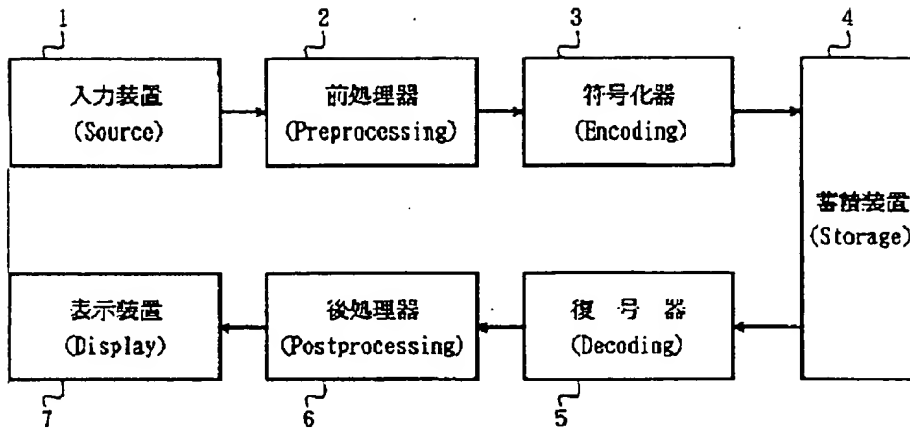 1
2
3
4
入力装置
(Source)
前処理器
(Preprocessing)
符号化器
(Encoding)
蓄積装置
(Storage)
表示装置
(Display)
後処理器
(Postprocessing)
復号器
(Decoding)
7
6
5